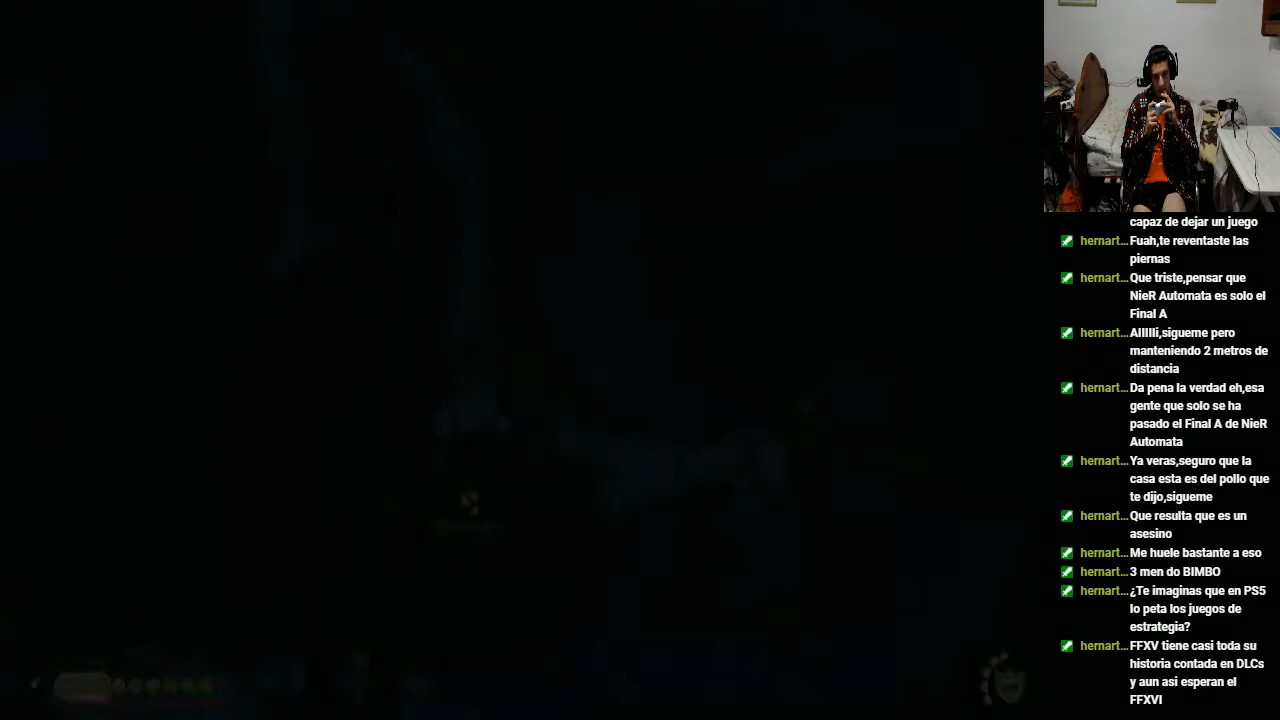 capaz de dejar un juego
hernart... Fuah,te reventaste las
piernas
hernart... Que triste,pensar que
NieR Automata es solo el
Final A
hernart... AIIIIIi,sigueme pero
manteniendo 2 metros de
distancia
hernart... Da pena la verdad eh,esa
gente que solo se ha
pasado el Final A de NieR
Automata
hernart... Ya veras,seguro que la
casa esta es del pollo que
te dijo,sigueme
hernart... Que resulta que es un
asesino
hernart... Me huele bastante a eso
hernart... 3 men do BIMBO
hernart... ¿Te imaginas que en PS5
lo peta los juegos de
estrategia?
hernart... FFXV tiene casi toda su
historia contada en DLCs
y aun asi esperan el
FFXVI